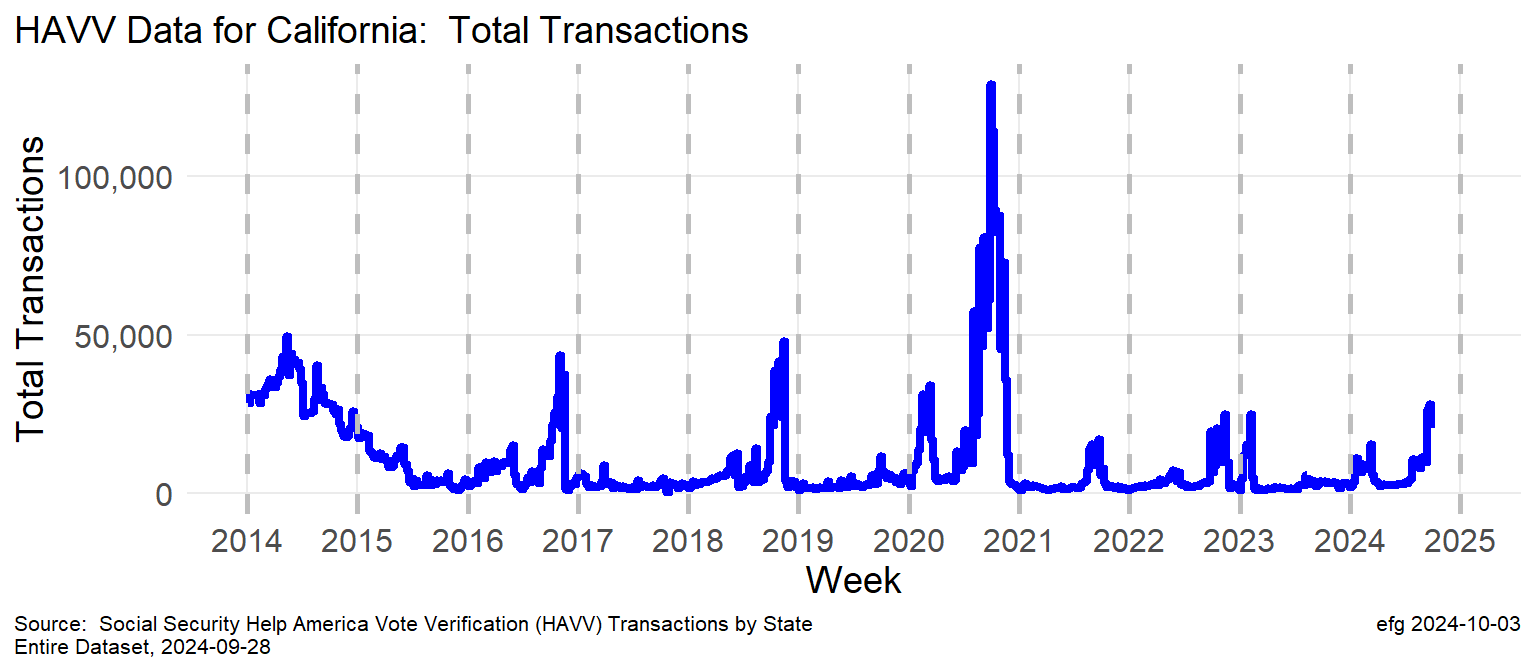 HAVV Data for California:  Total Transactions
Total Transactions
100,000
50,000
0
2014 2015 2016 2017 2018 2019 2020 2021 2022 2023 2024 2025
Week
Source:  Social Security Help America Vote Verification (HAVV) Transactions by State
Entire Dataset, 2024-09-28
efg 2024-10-03